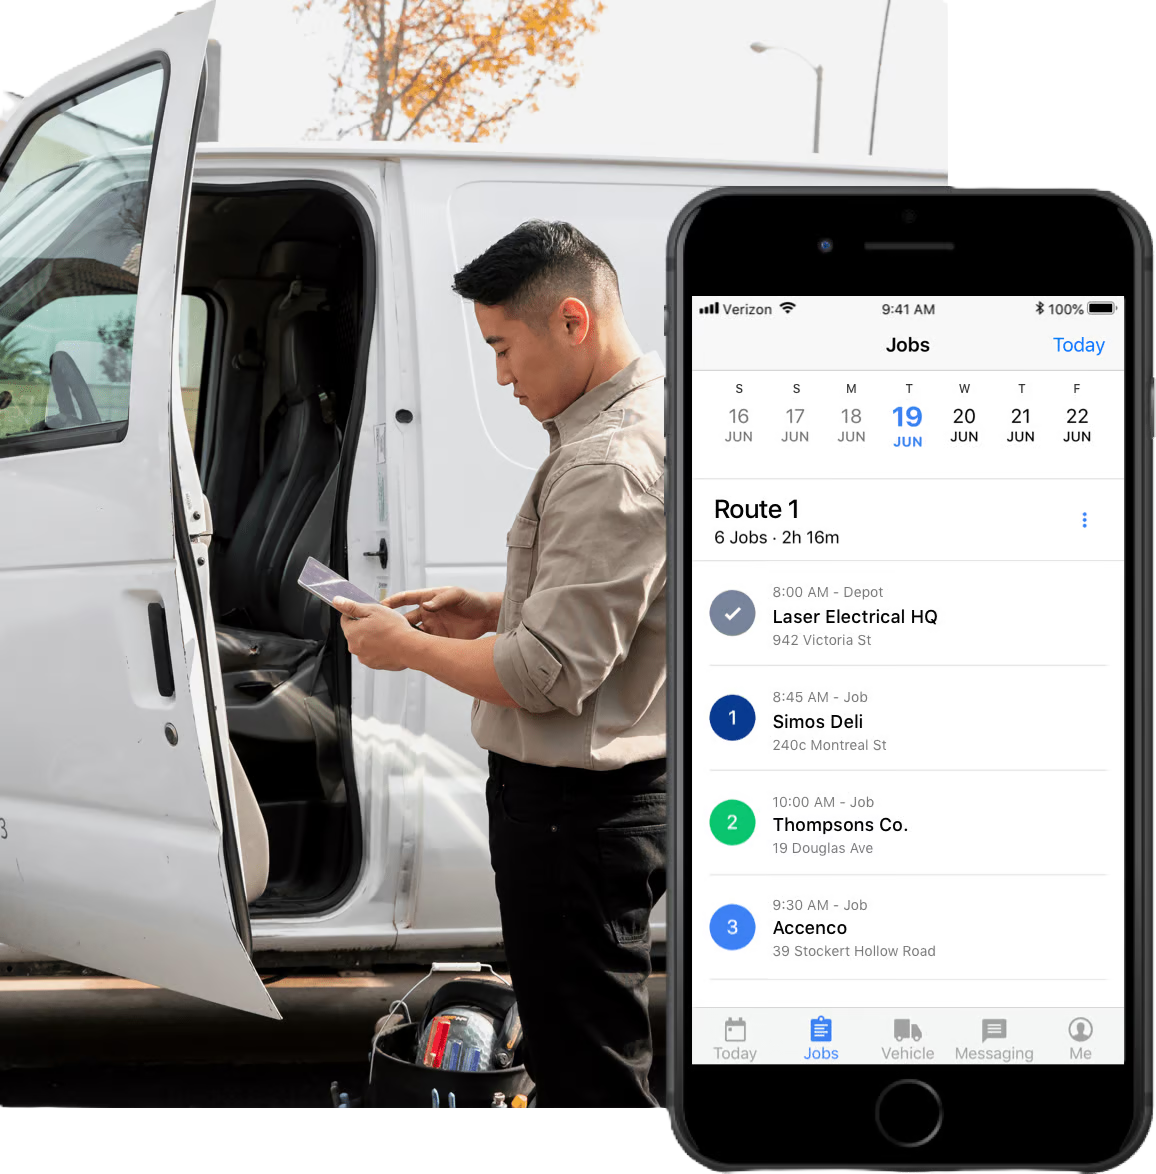 Verizon 9:41 AM 100%
Jobs Today
S S M T W T F
16 17 18 19 20 21 22
JUN JUN JUN JUN JUN JUN JUN
Route 1
6 Jobs · 2h 16m
8:00 AM - Depot
Laser Electrical HQ
942 Victoria St
1
8:45 AM - Job
Simos Deli
240c Montreal St
2
10:00 AM - Job
Thompsons Co.
19 Douglas Ave
3
9:30 AM - Job
Accenco
39 Stockert Hollow Road
Today Jobs Vehicle Messaging Me
3